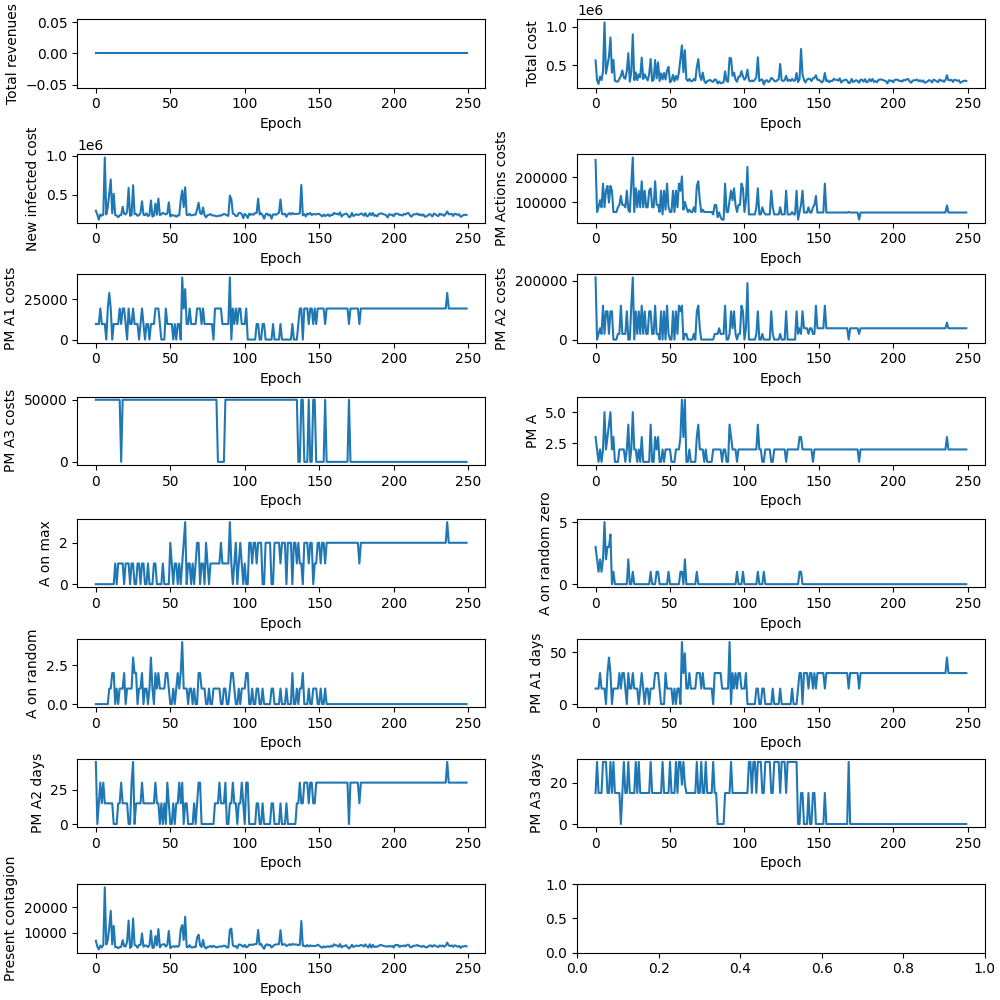 Total revenues
0.05
0.00
−0.05
0 50 100 150 200 250
Epoch
1e6
Total cost
1.0
0.5
0 50 100 150 200 250
Epoch
1e6
New infected cost
1.0
0.5
0 50 100 150 200 250
Epoch
PM Actions costs
200000
100000
0 50 100 150 200 250
Epoch
PM A1 costs
25000
0
0 50 100 150 200 250
Epoch
PM A2 costs
200000
0
0 50 100 150 200 250
Epoch
PM A3 costs
50000
0
0 50 100 150 200 250
Epoch
PM A
5.0
2.5
0 50 100 150 200 250
Epoch
A on max
2
0
0 50 100 150 200 250
Epoch
A on random zero
5
0
0 50 100 150 200 250
Epoch
A on random
2.5
0.0
0 50 100 150 200 250
Epoch
PM A1 days
50
0
0 50 100 150 200 250
Epoch
PM A2 days
25
0
0 50 100 150 200 250
Epoch
PM A3 days
20
0
0 50 100 150 200 250
Epoch
Present contagion
20000
10000
0 50 100 150 200 250
Epoch
1.0
0.5
0.0
0.0 0.2 0.4 0.6 0.8 1.0